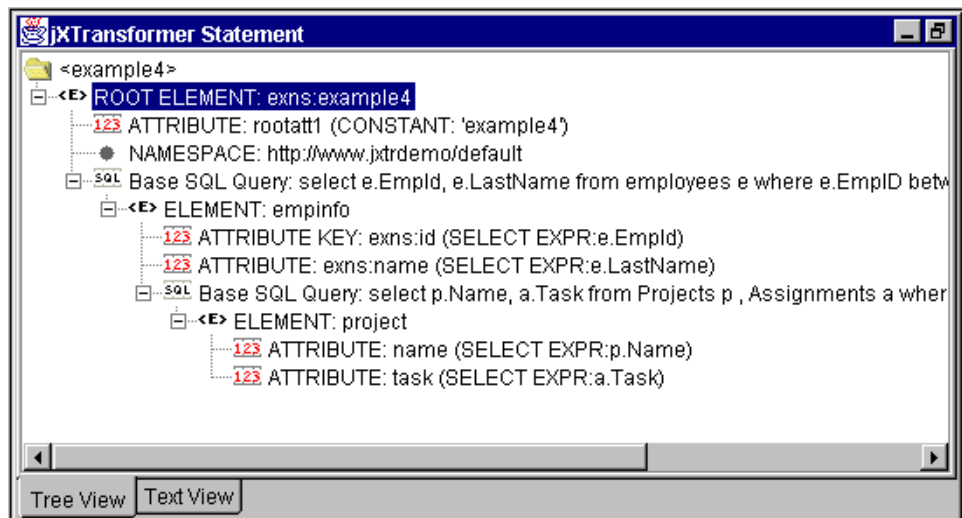 jXTransformer Statement
<example4>
<E> ROOT ELEMENT: exns:example4
123 ATTRIBUTE: rootatt1 (CONSTANT: 'example4')
NAMESPACE: http://www.jxtrdemo/default
SQL Base SQL Query: select e.EmpId, e.LastName from employees e where e.EmpID betw
<E> ELEMENT: empinfo
123 ATTRIBUTE KEY: exns:id (SELECT EXPR:e.EmpId)
123 ATTRIBUTE: exns:name (SELECT EXPR:e.LastName)
SQL Base SQL Query: select p.Name, a.Task from Projects p , Assignments a wher
<E> ELEMENT: project
123 ATTRIBUTE: name (SELECT EXPR:p.Name)
123 ATTRIBUTE: task (SELECT EXPR:a.Task)
Tree View Text View